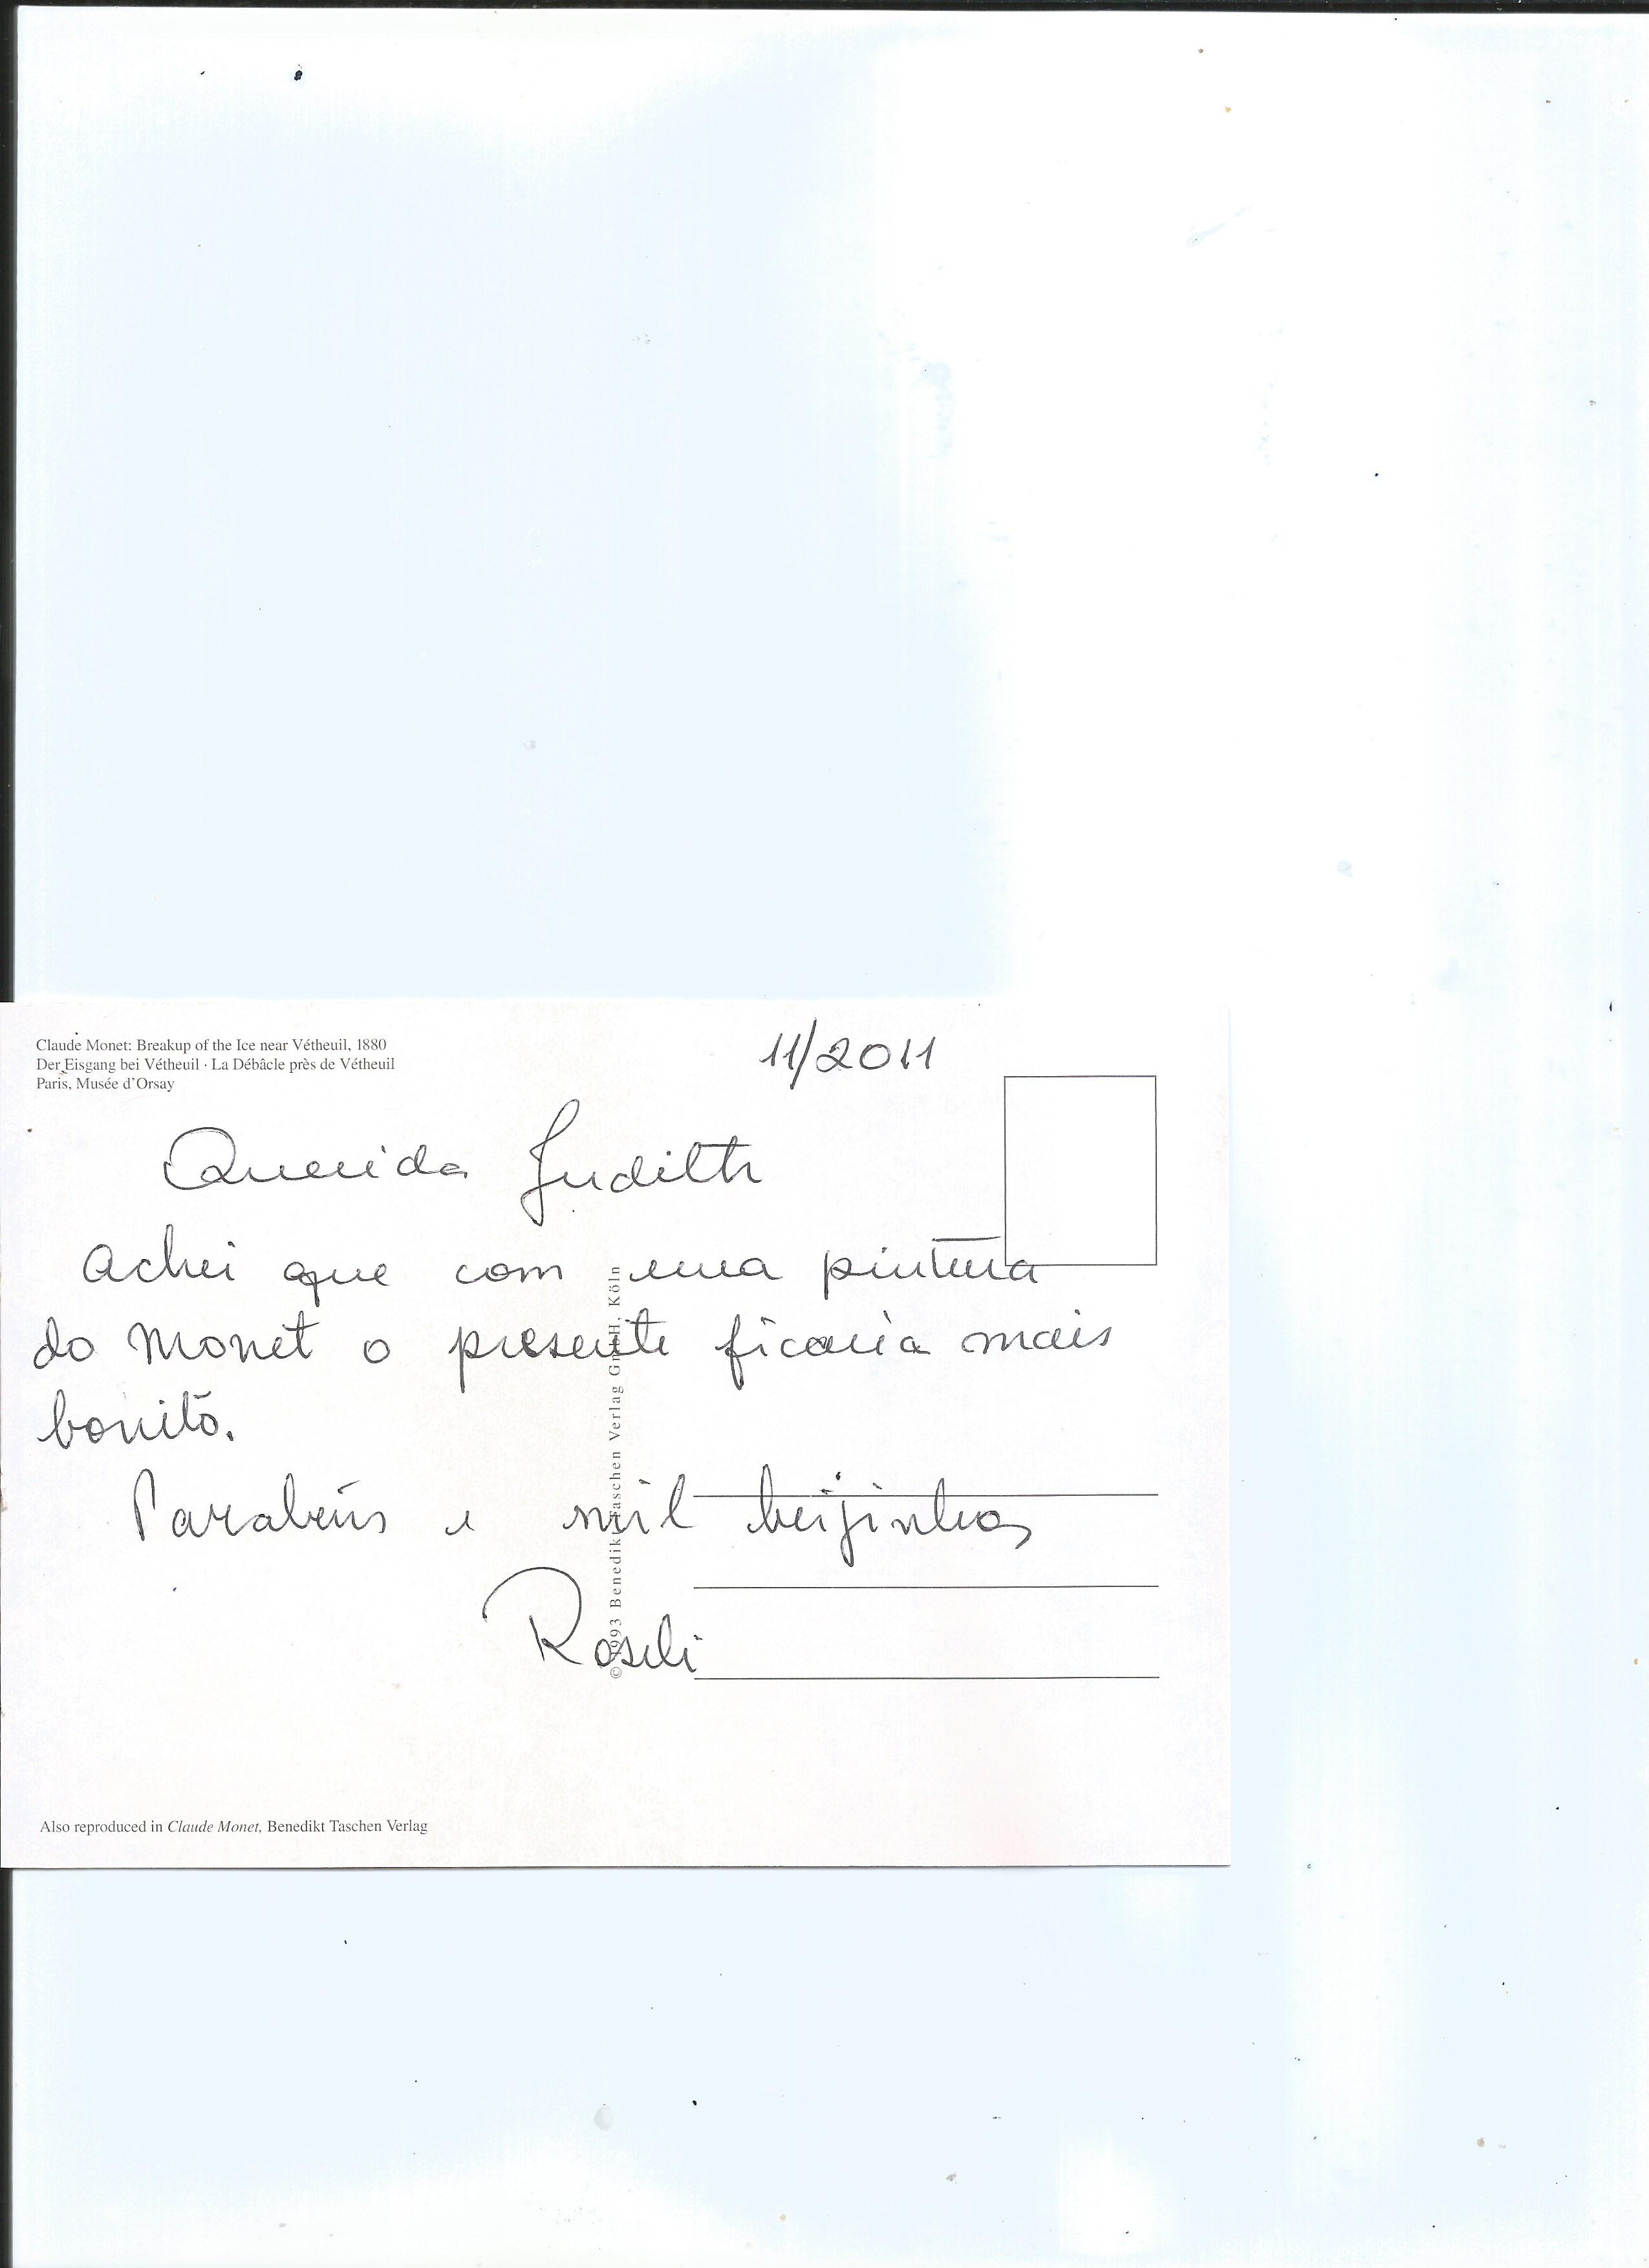 Claude Monet: Breakup of the Ice near Vétheuil, 1880
Der Eisgang bei Vétheuil · La Débâcle près de Vétheuil
Paris, Musée d'Orsay
11/2011
Querida Judith
Achei que com uma pintura
do Monet o presente ficaria mais
bonito.
Parabéns e mil beijinhos
Roseli
© 1993 Benedikt Taschen Verlag GmbH, Köln
Also reproduced in Claude Monet, Benedikt Taschen Verlag